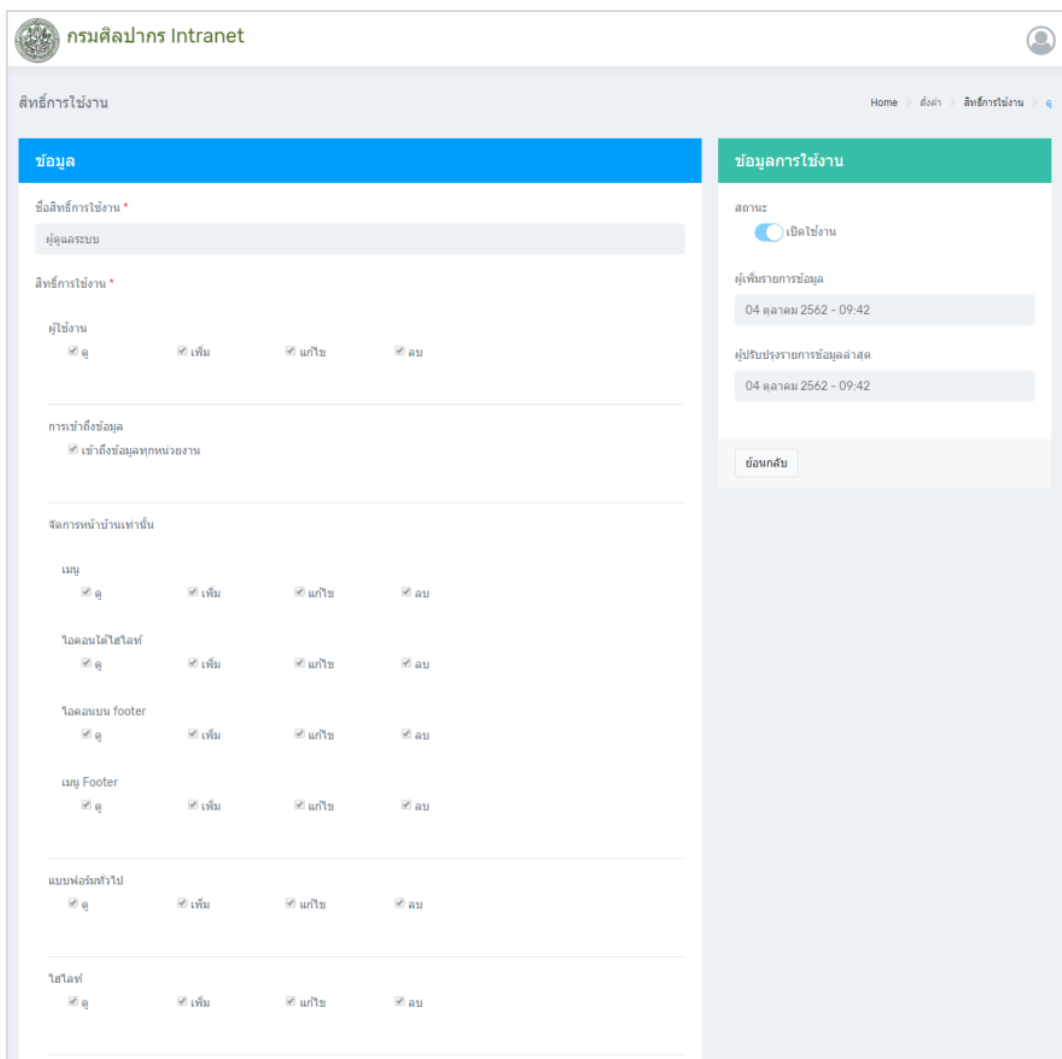 กรมศิลปากร Intranet
สิทธิ์การใช้งาน
Home > ตั้งค่า > สิทธิ์การใช้งาน > ดู
ข้อมูล
ชื่อสิทธิ์การใช้งาน *
ผู้ดูแลระบบ
สิทธิ์การใช้งาน *
ผู้ใช้งาน
ดู เพิ่ม แก้ไข ลบ
การเข้าถึงข้อมูล
เข้าถึงข้อมูลทุกหน่วยงาน
จัดการหน้าบ้านเท่านั้น
เมนู
ดู เพิ่ม แก้ไข ลบ
ไอคอนใต้ไฮไลท์
ดู เพิ่ม แก้ไข ลบ
ไอคอนบน footer
ดู เพิ่ม แก้ไข ลบ
เมนู Footer
ดู เพิ่ม แก้ไข ลบ
แบบฟอร์มทั่วไป
ดู เพิ่ม แก้ไข ลบ
ไฮไลท์
ดู เพิ่ม แก้ไข ลบ
ข้อมูลการใช้งาน
สถานะ
เปิดใช้งาน
ผู้เพิ่มรายการข้อมูล
04 ตุลาคม 2562 - 09:42
ผู้ปรับปรุงรายการข้อมูลล่าสุด
04 ตุลาคม 2562 - 09:42
ย้อนกลับ